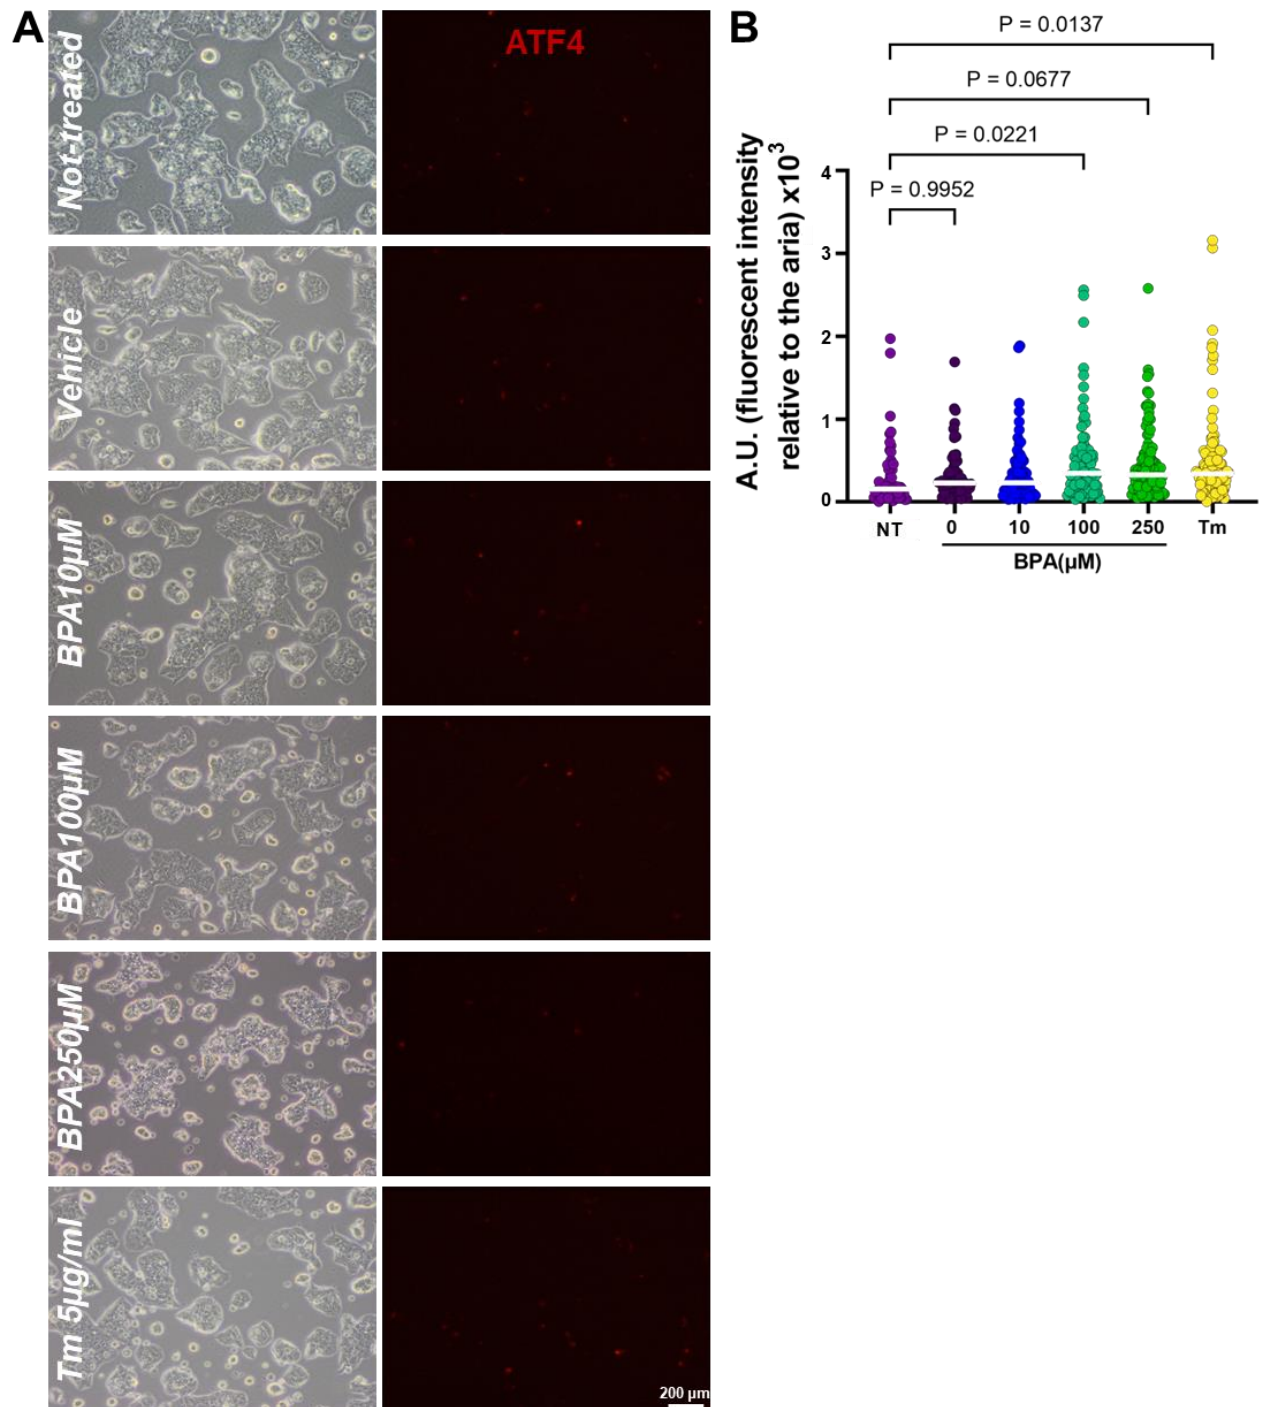 A
Not-treated
ATF4
Vehicle
BPA10µM
BPA100µM
BPA250µM
Tm 5µg/ml
200 µm
B
P = 0.0137
P = 0.0677
P = 0.0221
P = 0.9952
A.U. (fluorescent intensity
relative to the aria) x10³
4
3
2
1
0
NT
0
10
100
250
Tm
BPA(µM)